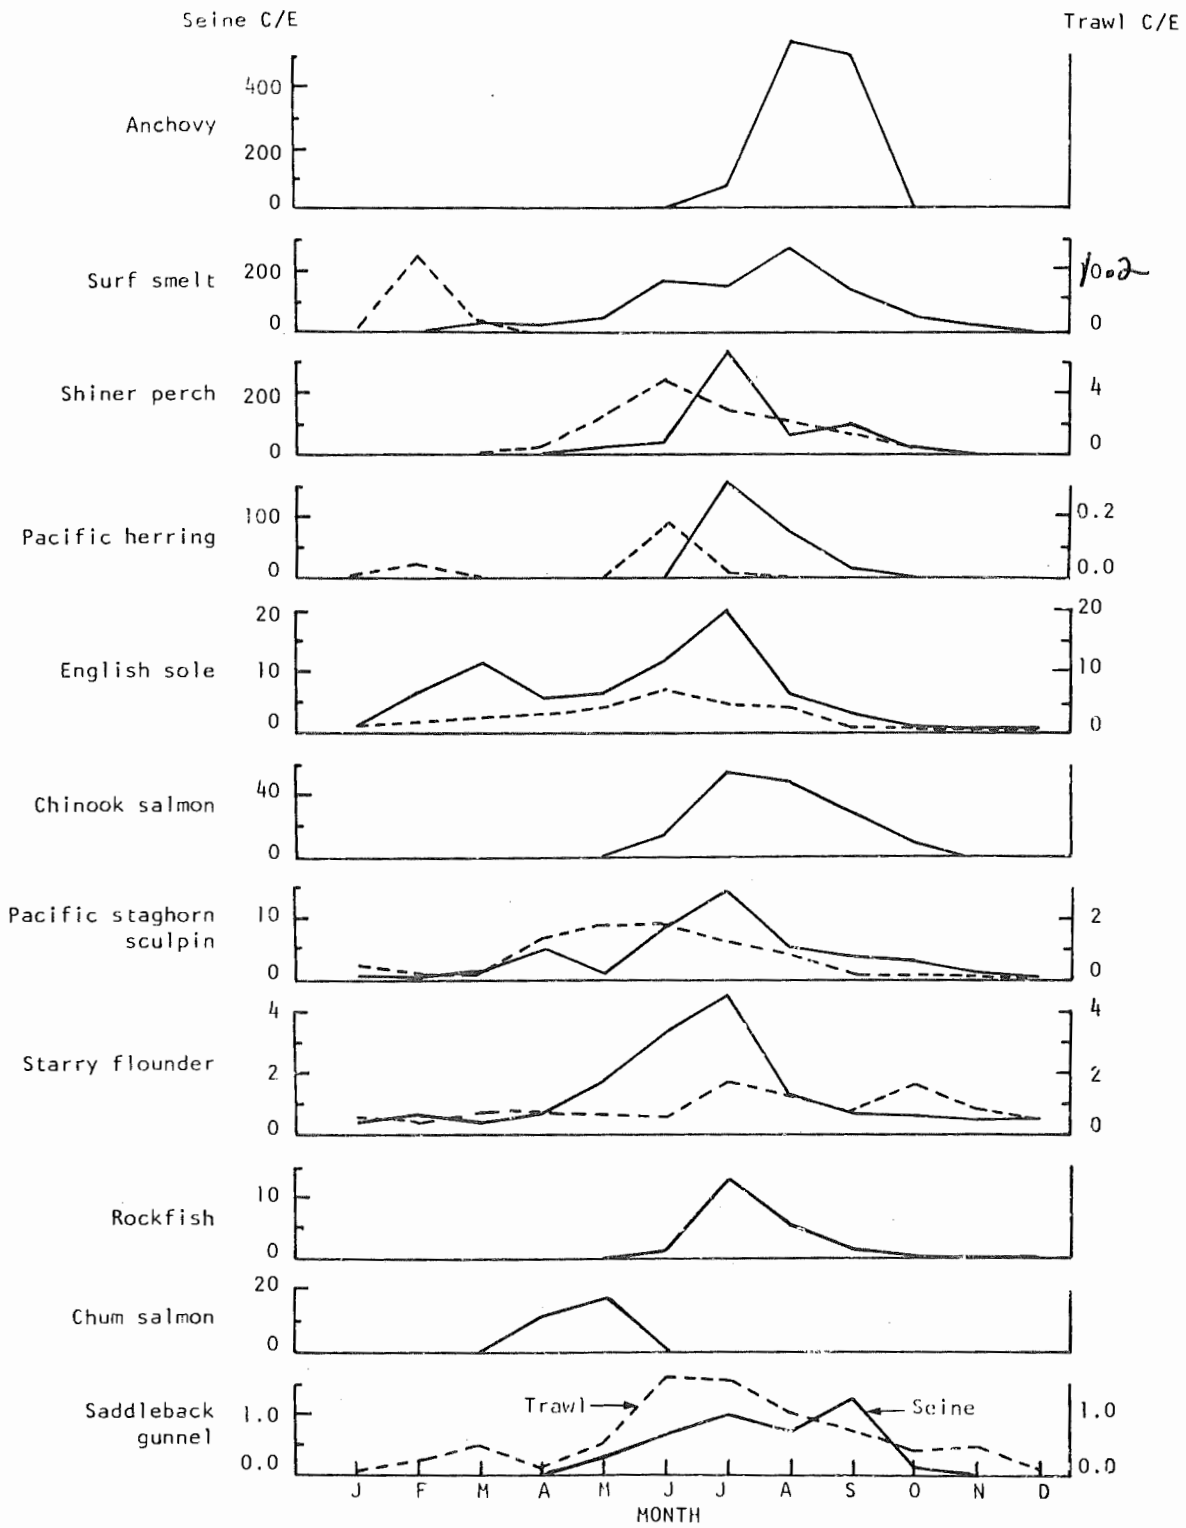 Seine C/E Trawl C/E
400
Anchovy
200
0
Surf smelt 200 10.2
0 0
Shiner perch 200 4
0 0
Pacific herring 100 0.2
0 0.0
20 20
English sole 10 10
0 0
Chinook salmon 40
0
Pacific staghorn 10 2
sculpin
0 0
4 4
Starry flounder 2 2
0 0
Rockfish 10
0
20
Chum salmon
0
Saddleback 1.0 Trawl Seine 1.0
gunnel
0.0 0.0
J F M A M J J A S O N D
MONTH